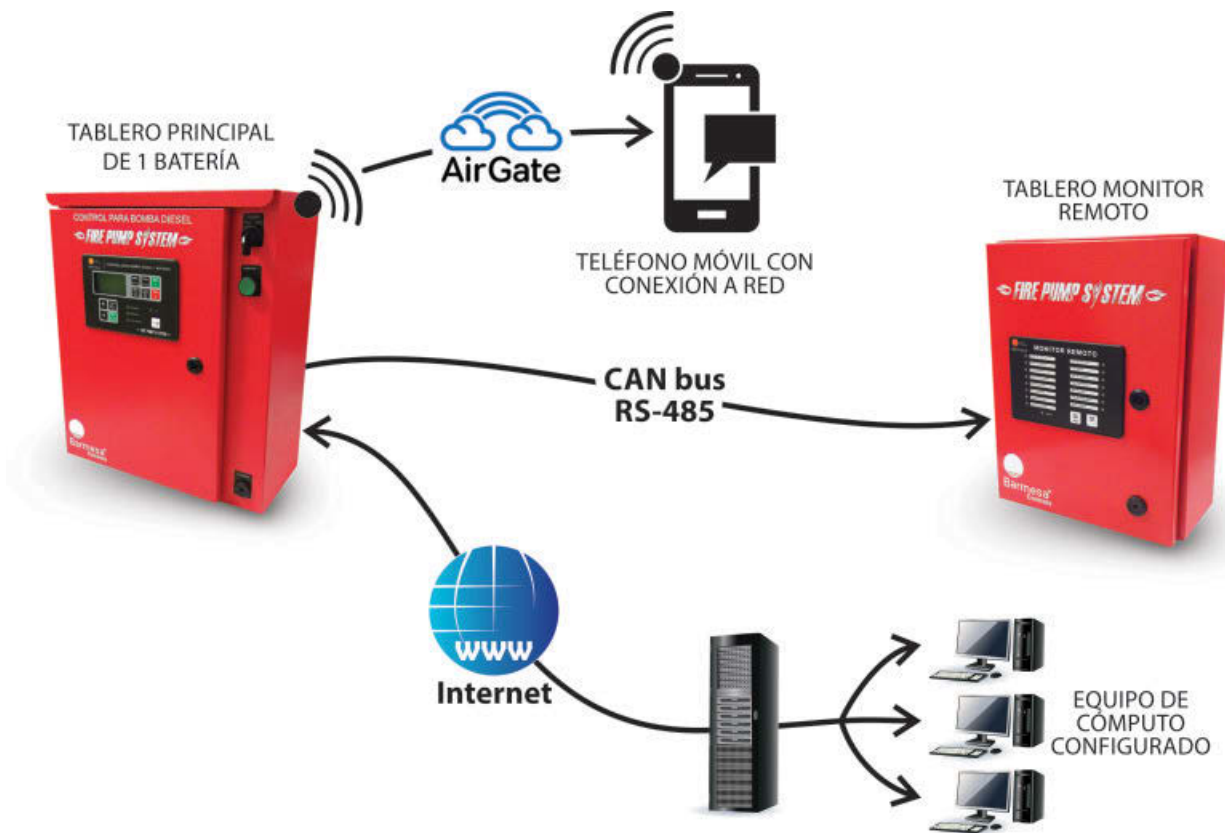 TABLERO PRINCIPAL
DE 1 BATERÍA
AirGate
TELÉFONO MÓVIL CON
CONEXIÓN A RED
TABLERO MONITOR
REMOTO
CONTROL PARA BOMBA DIESEL
FIRE PUMP SYSTEM
Barmesa
FIRE PUMP SYSTEM
MONITOR REMOTO
Barmesa
CAN bus
RS-485
www
Internet
EQUIPO DE
CÓMPUTO
CONFIGURADO